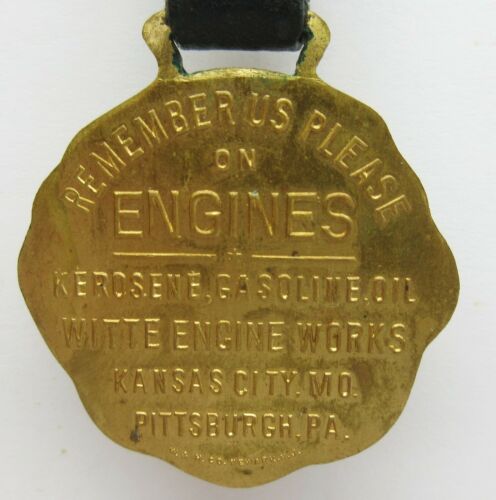 REMEMBER US PLEASE
ON
ENGINES
KEROSENE, GASOLINE, OIL
WITTE ENGINE WORKS
KANSAS CITY, MO.
PITTSBURGH, PA.